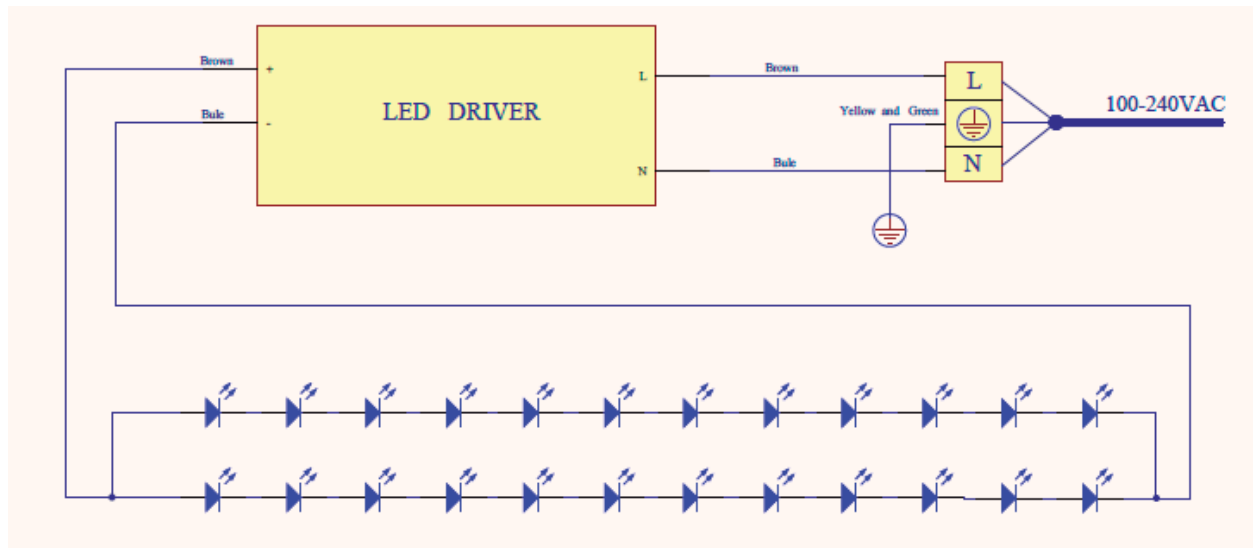 Brown
+
L
Brown
L
100-240VAC
LED DRIVER
Bule
-
Yellow and Green
N
Bule
N